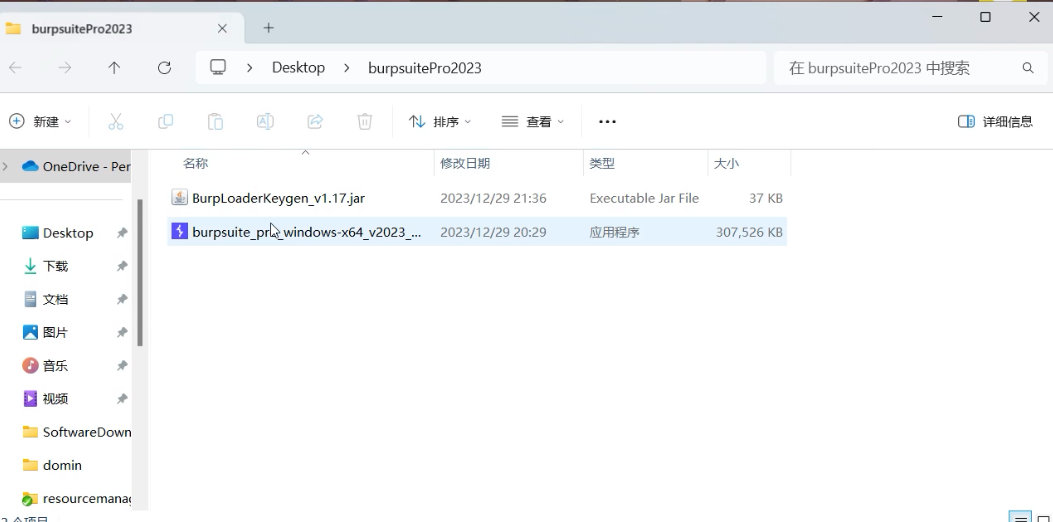 burpsuitePro2023
Desktop > burpsuitePro2023
在 burpsuitePro2023 中搜索
新建
排序
查看
详细信息
OneDrive - Per
名称 修改日期 类型 大小
BurpLoaderKeygen_v1.17.jar 2023/12/29 21:36 Executable Jar File 37 KB
burpsuite_pro_windows-x64_v2023_... 2023/12/29 20:29 应用程序 307,526 KB
Desktop
下载
文档
图片
音乐
视频
SoftwareDown
domin
resourcemanag
2 个项目